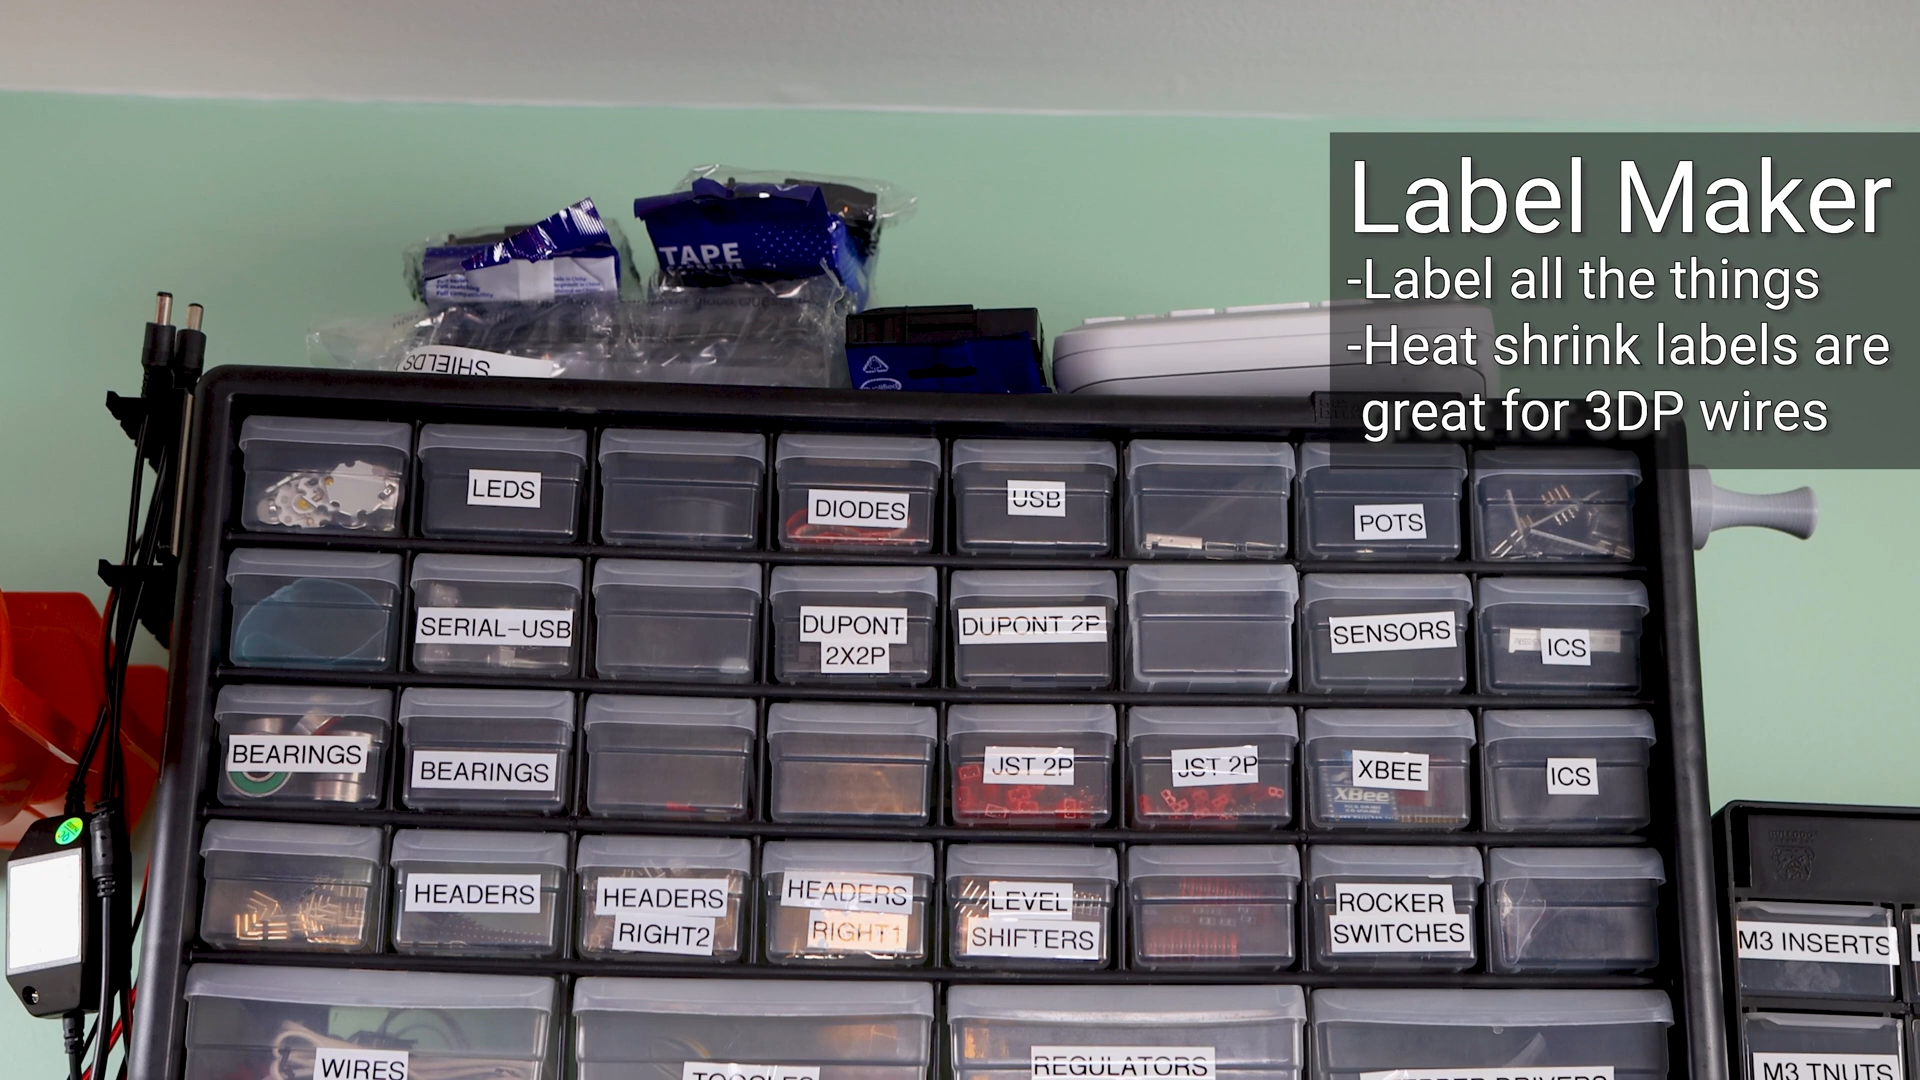 Label Maker
-Label all the things
-Heat shrink labels are
great for 3DP wires
TAPE
SHIELDS
LEDS
DIODES
USB
POTS
SERIAL-USB
DUPONT
2X2P
DUPONT 2P
SENSORS
ICS
BEARINGS
BEARINGS
JST 2P
JST 2P
XBEE
XBee
ICS
HEADERS
HEADERS
RIGHT2
HEADERS
RIGHT1
LEVEL
SHIFTERS
ROCKER
SWITCHES
M3 INSERTS
WIRES
TOGGLES
REGULATORS
DRIVERS
M3 TNUTS